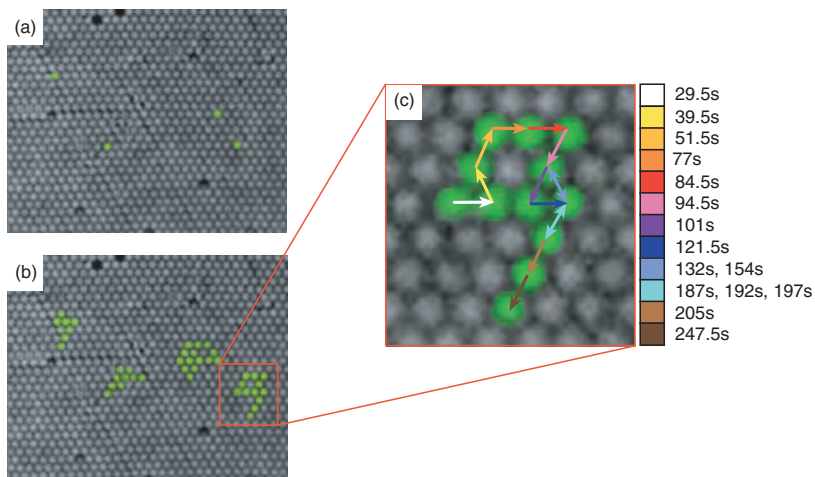 (a)
(b)
(c)
29.5s
39.5s
51.5s
77s
84.5s
94.5s
101s
121.5s
132s, 154s
187s, 192s, 197s
205s
247.5s